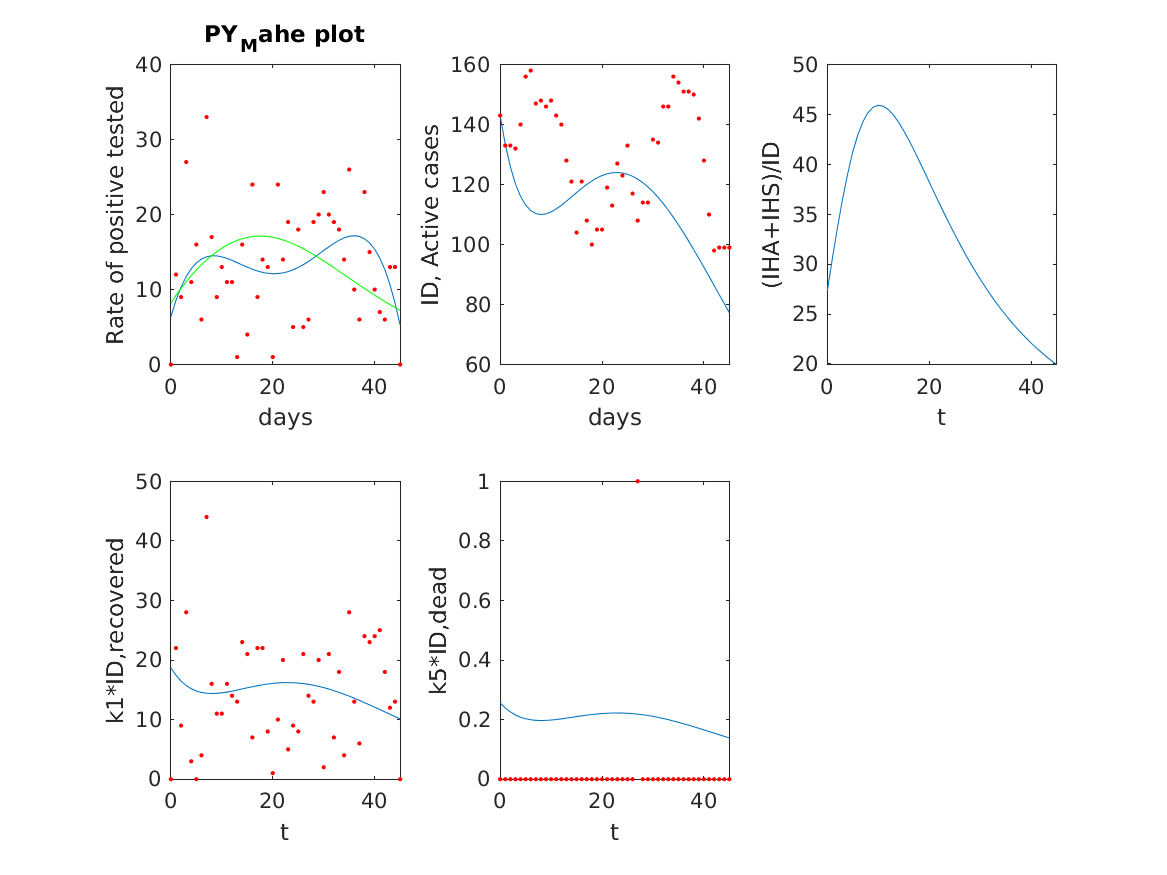 PY_Mahe plot
40
30
20
10
0
Rate of positive tested
0 20 40
days
160
140
120
100
80
60
ID, Active cases
0 20 40
days
50
45
40
35
30
25
20
(IHA+IHS)/ID
0 20 40
t
50
40
30
20
10
0
k1*ID,recovered
0 20 40
t
1
0.8
0.6
0.4
0.2
0
k5*ID,dead
0 20 40
t